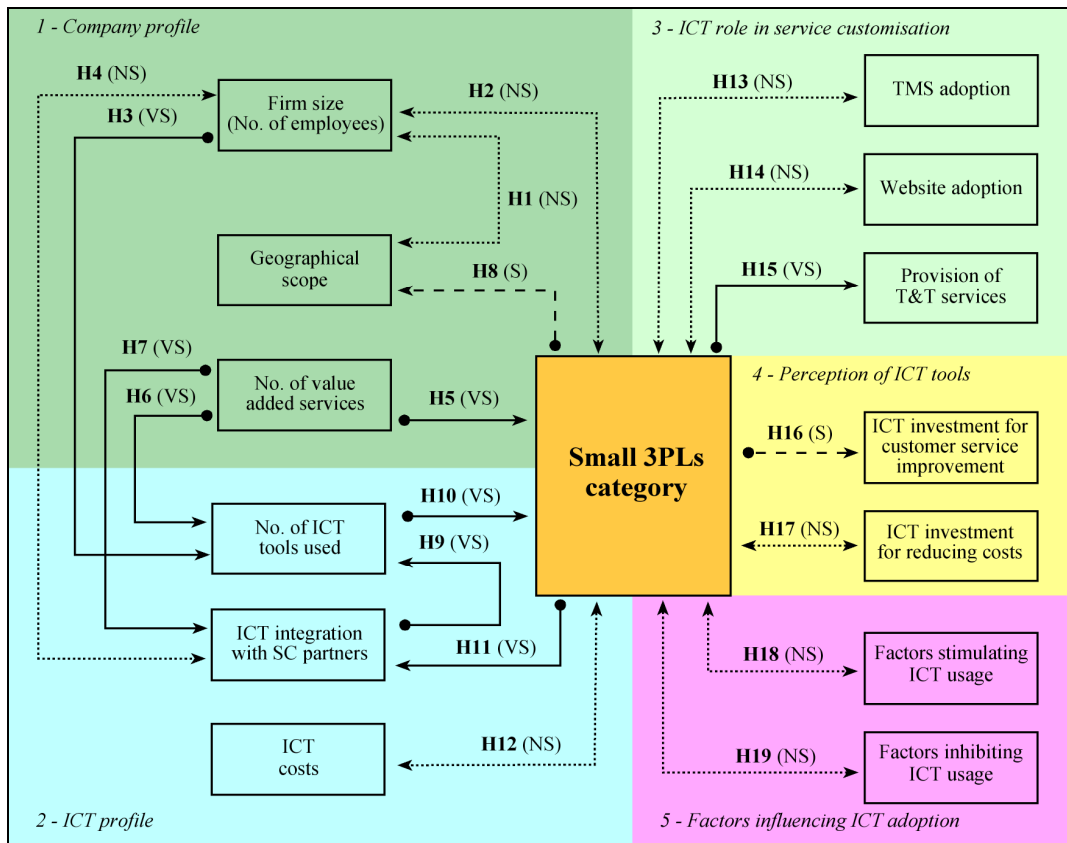 1 - Company profile
H4 (NS)
H3 (VS)
Firm size
(No. of employees)
H2 (NS)
H1 (NS)
Geographical
scope
H8 (S)
H7 (VS)
H6 (VS)
No. of value
added services
H5 (VS)
Small 3PLs
category
No. of ICT
tools used
H10 (VS)
H9 (VS)
ICT integration
with SC partners
H11 (VS)
ICT
costs
H12 (NS)
2 - ICT profile
3 - ICT role in service customisation
H13 (NS)
TMS adoption
H14 (NS)
Website adoption
H15 (VS)
Provision of
T&T services
4 - Perception of ICT tools
H16 (S)
ICT investment for
customer service
improvement
H17 (NS)
ICT investment
for reducing costs
H18 (NS)
Factors stimulating
ICT usage
H19 (NS)
Factors inhibiting
ICT usage
5 - Factors influencing ICT adoption